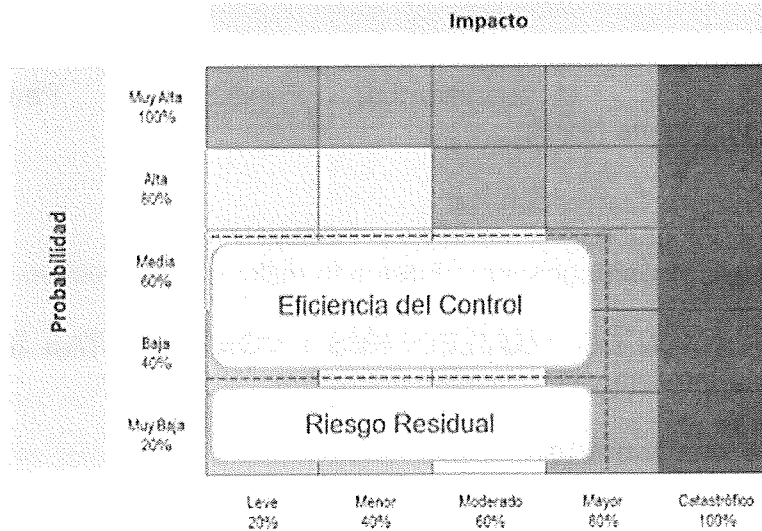 Impacto
Probabilidad
Muy Alta
100%
Alta
80%
Media
60%
Baja
40%
Muy Baja
20%
Eficiencia del Control
Riesgo Residual
Leve
20%
Menor
40%
Moderado
60%
Mayor
80%
Catastrófico
100%